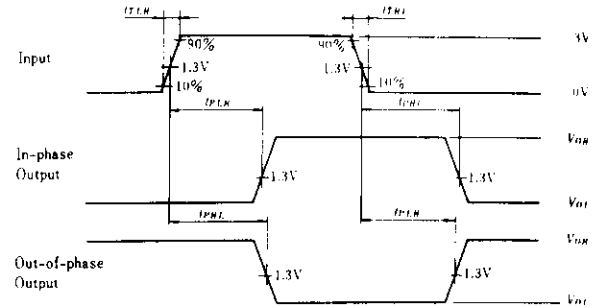 tTLH
tTHL
90%
90%
3V
Input
1.3V
1.3V
10%
10%
0V
tPLH
tPHL
VOH
In-phase
Output
1.3V
1.3V
VOL
tPHL
tPLH
VOH
Out-of-phase
Output
1.3V
1.3V
VOL